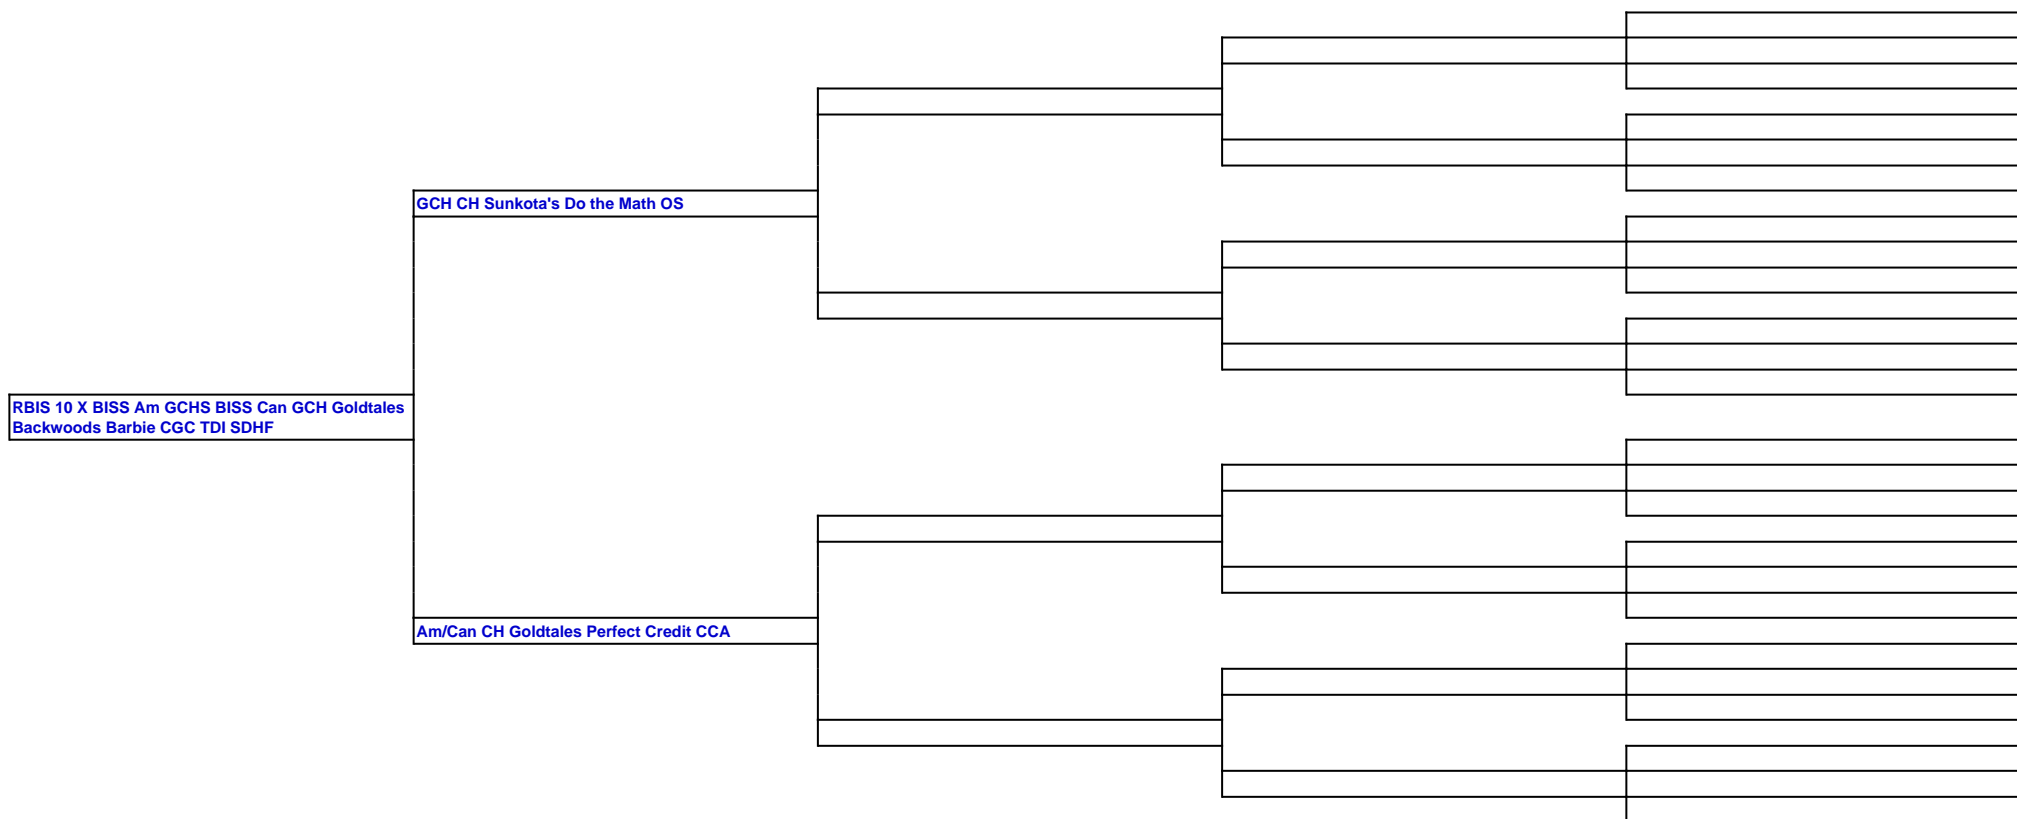 GCH CH Sunkota's Do the Math OS
RBIS 10 X BISS Am GCHS BISS Can GCH Goldtales
Backwoods Barbie CGC TDI SDHF
Am/Can CH Goldtales Perfect Credit CCA